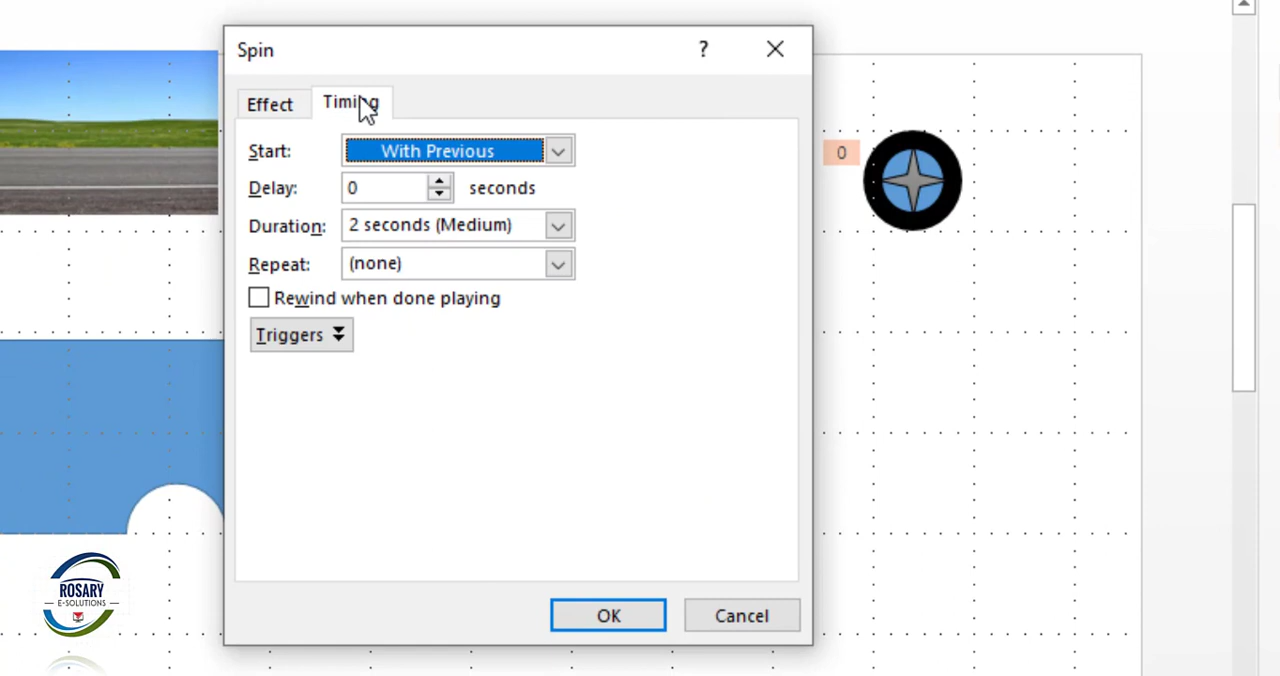 Spin
?
Effect
Timing
Start:
With Previous
Delay:
0
seconds
Duration:
2 seconds (Medium)
Repeat:
(none)
Rewind when done playing
Triggers
OK
Cancel
0
ROSARY
E-SOLUTIONS